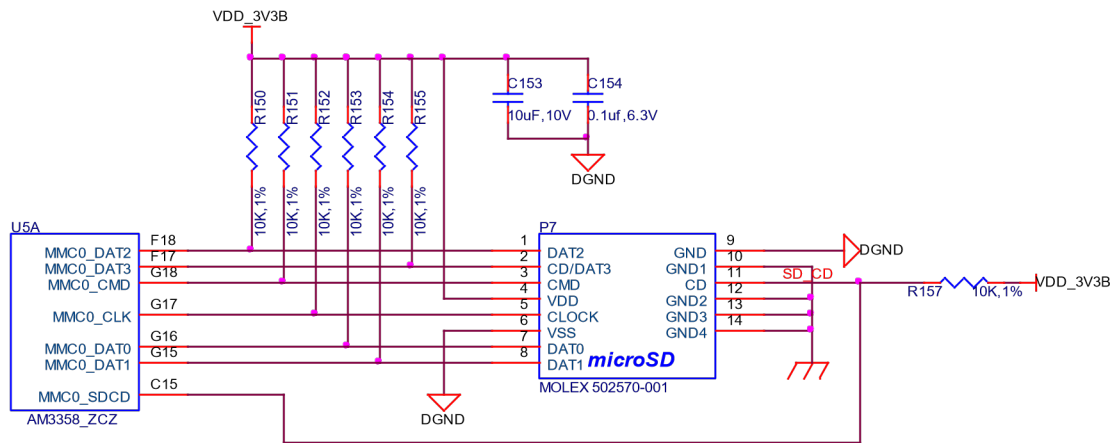 VDD_3V3B
R150
R151
R152
R153
R154
R155
10K,1%
10K,1%
10K,1%
10K,1%
10K,1%
10K,1%
C153
10uF,10V
C154
0.1uf,6.3V
DGND
U5A
MMC0_DAT2
MMC0_DAT3
MMC0_CMD
MMC0_CLK
MMC0_DAT0
MMC0_DAT1
MMC0_SDCD
AM3358_ZCZ
F18
F17
G18
G17
G16
G15
C15
P7
1
2
3
4
5
6
7
8
DAT2
CD/DAT3
CMD
VDD
CLOCK
VSS
DAT0
DAT1
microSD
GND
GND1
CD
GND2
GND3
GND4
9
10
11
12
13
14
MOLEX 502570-001
DGND
DGND
SD_CD
R157
10K,1%
VDD_3V3B